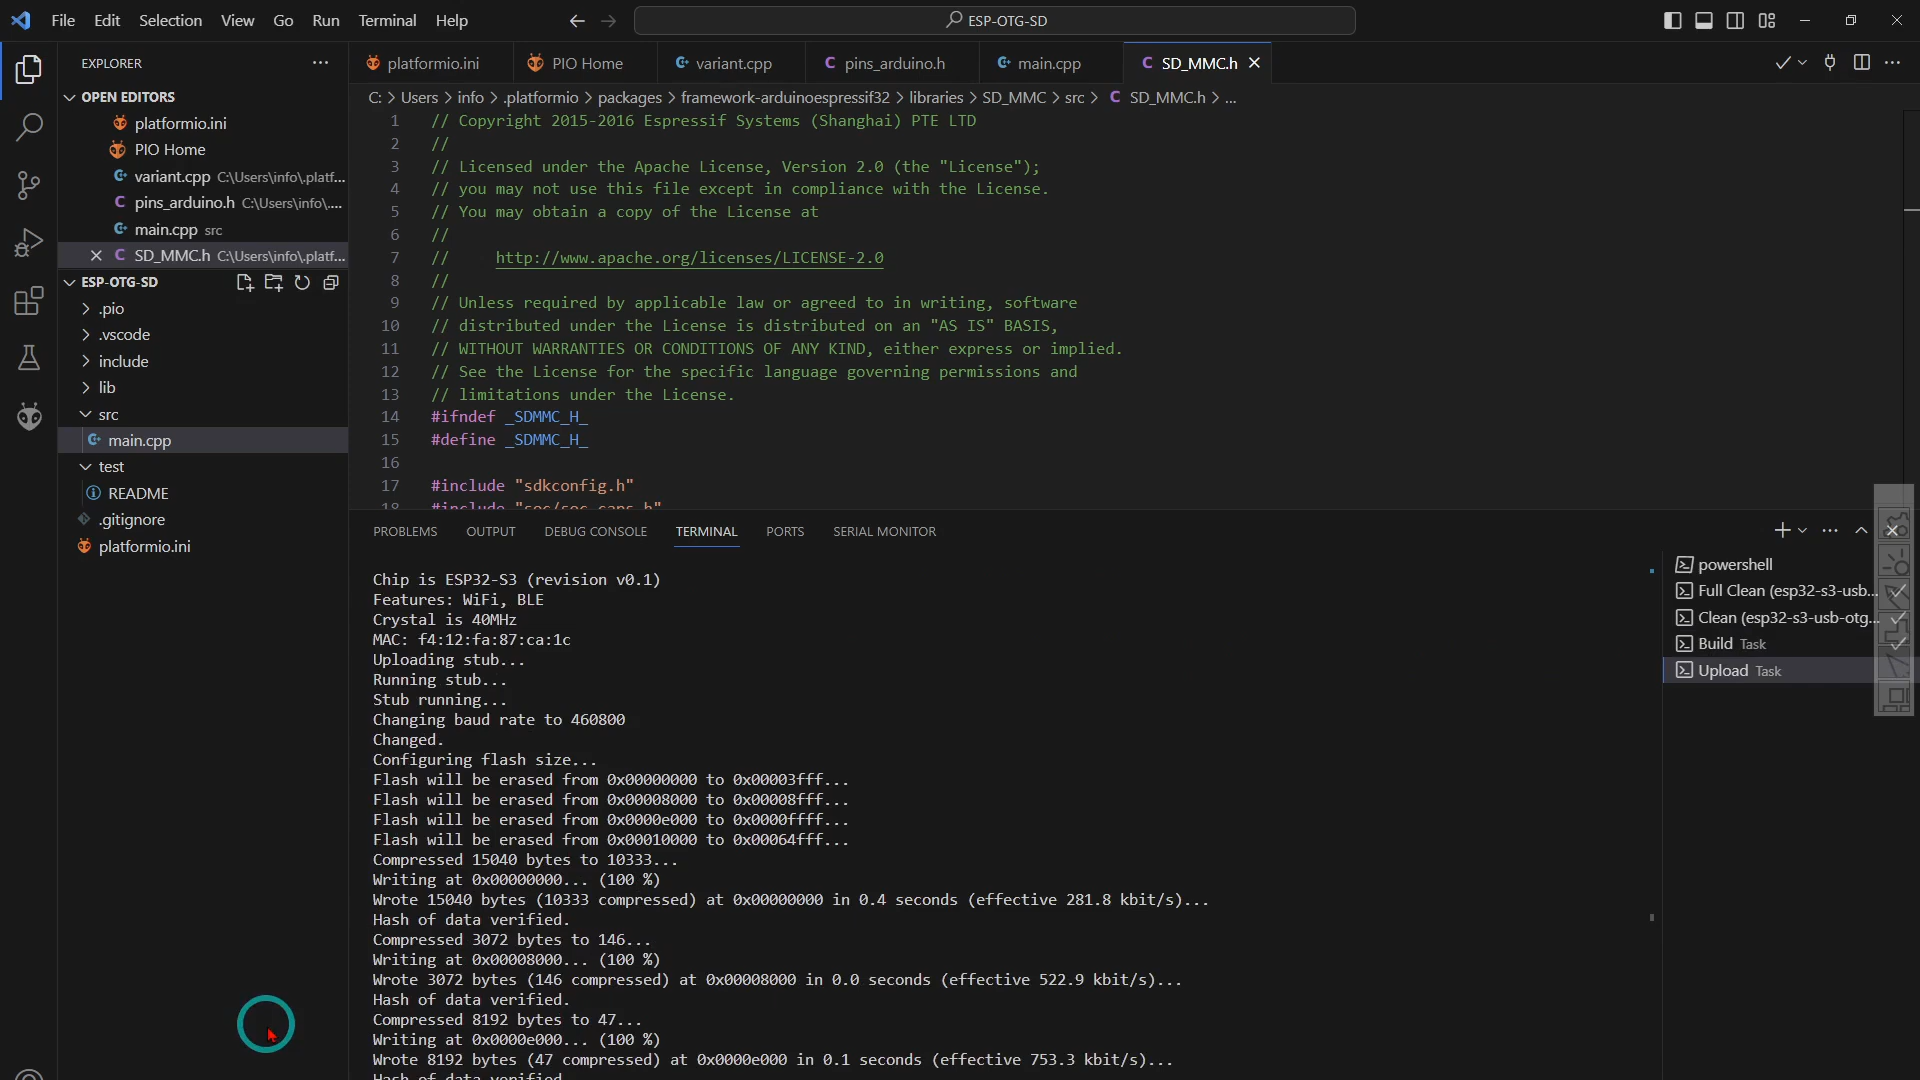 File Edit Selection View Go Run Terminal Help
ESP-OTG-SD
EXPLORER
OPEN EDITORS
platformio.ini
PIO Home
variant.cpp C:\Users\info\.platf...
pins_arduino.h C:\Users\info\....
main.cpp src
SD_MMC.h C:\Users\info\.platf...
ESP-OTG-SD
.pio
.vscode
include
lib
src
main.cpp
test
README
.gitignore
platformio.ini
platformio.ini PIO Home variant.cpp pins_arduino.h main.cpp SD_MMC.h
C: > Users > info > .platformio > packages > framework-arduinoespressif32 > libraries > SD_MMC > src > SD_MMC.h > ...
1 // Copyright 2015-2016 Espressif Systems (Shanghai) PTE LTD
2 //
3 // Licensed under the Apache License, Version 2.0 (the "License");
4 // you may not use this file except in compliance with the License.
5 // You may obtain a copy of the License at
6 //
7 //     http://www.apache.org/licenses/LICENSE-2.0
8 //
9 // Unless required by applicable law or agreed to in writing, software
10 // distributed under the License is distributed on an "AS IS" BASIS,
11 // WITHOUT WARRANTIES OR CONDITIONS OF ANY KIND, either express or implied.
12 // See the License for the specific language governing permissions and
13 // limitations under the License.
14 #ifndef _SDMMC_H_
15 #define _SDMMC_H_
16
17 #include "sdkconfig.h"
18 #include "soc/soc_caps.h"
PROBLEMS OUTPUT DEBUG CONSOLE TERMINAL PORTS SERIAL MONITOR
Chip is ESP32-S3 (revision v0.1)
Features: WiFi, BLE
Crystal is 40MHz
MAC: f4:12:fa:87:ca:1c
Uploading stub...
Running stub...
Stub running...
Changing baud rate to 460800
Changed.
Configuring flash size...
Flash will be erased from 0x00000000 to 0x00003fff...
Flash will be erased from 0x00008000 to 0x00008fff...
Flash will be erased from 0x0000e000 to 0x0000ffff...
Flash will be erased from 0x00010000 to 0x00064fff...
Compressed 15040 bytes to 10333...
Writing at 0x00000000... (100 %)
Wrote 15040 bytes (10333 compressed) at 0x00000000 in 0.4 seconds (effective 281.8 kbit/s)...
Hash of data verified.
Compressed 3072 bytes to 146...
Writing at 0x00008000... (100 %)
Wrote 3072 bytes (146 compressed) at 0x00008000 in 0.0 seconds (effective 522.9 kbit/s)...
Hash of data verified.
Compressed 8192 bytes to 47...
Writing at 0x0000e000... (100 %)
Wrote 8192 bytes (47 compressed) at 0x0000e000 in 0.1 seconds (effective 753.3 kbit/s)...
Hash of data verified.
powershell
Full Clean (esp32-s3-usb...
Clean (esp32-s3-usb-otg...
Build Task
Upload Task